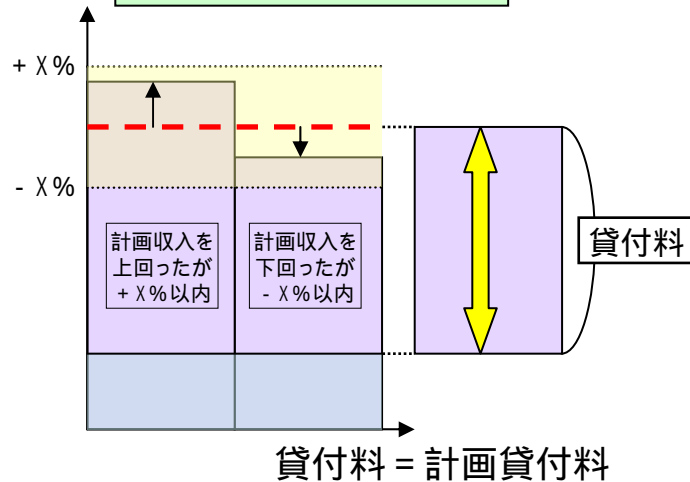 + X%
- X%
計画収入を
上回ったが
+ X%以内
計画収入を
下回ったが
- X%以内
貸付料
貸付料 = 計画貸付料